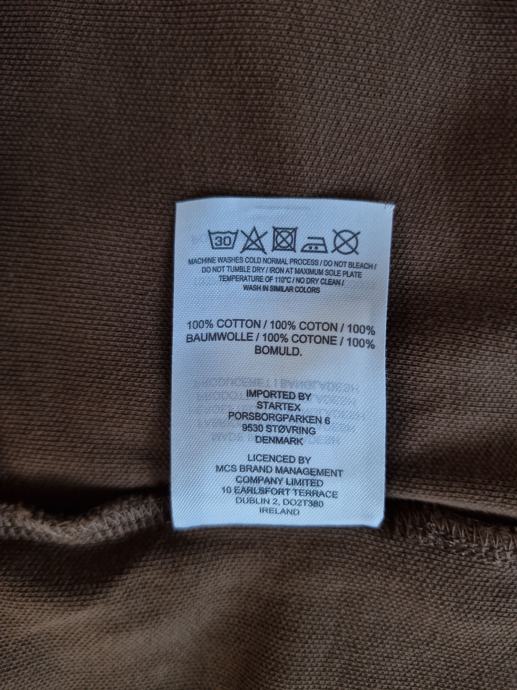 30
MACHINE WASHES COLD NORMAL PROCESS / DO NOT BLEACH /
DO NOT TUMBLE DRY / IRON AT MAXIMUM SOLE PLATE
TEMPERATURE OF 110°C / NO DRY CLEAN /
WASH IN SIMILAR COLORS
100% COTTON / 100% COTON / 100%
BAUMWOLLE / 100% COTONE / 100%
BOMULD.
IMPORTED BY
STARTEX
PORSBORGPARKEN 6
9530 STØVRING
DENMARK
LICENCED BY
MCS BRAND MANAGEMENT
COMPANY LIMITED
10 EARLSFORT TERRACE
DUBLIN 2, DO2T380
IRELAND